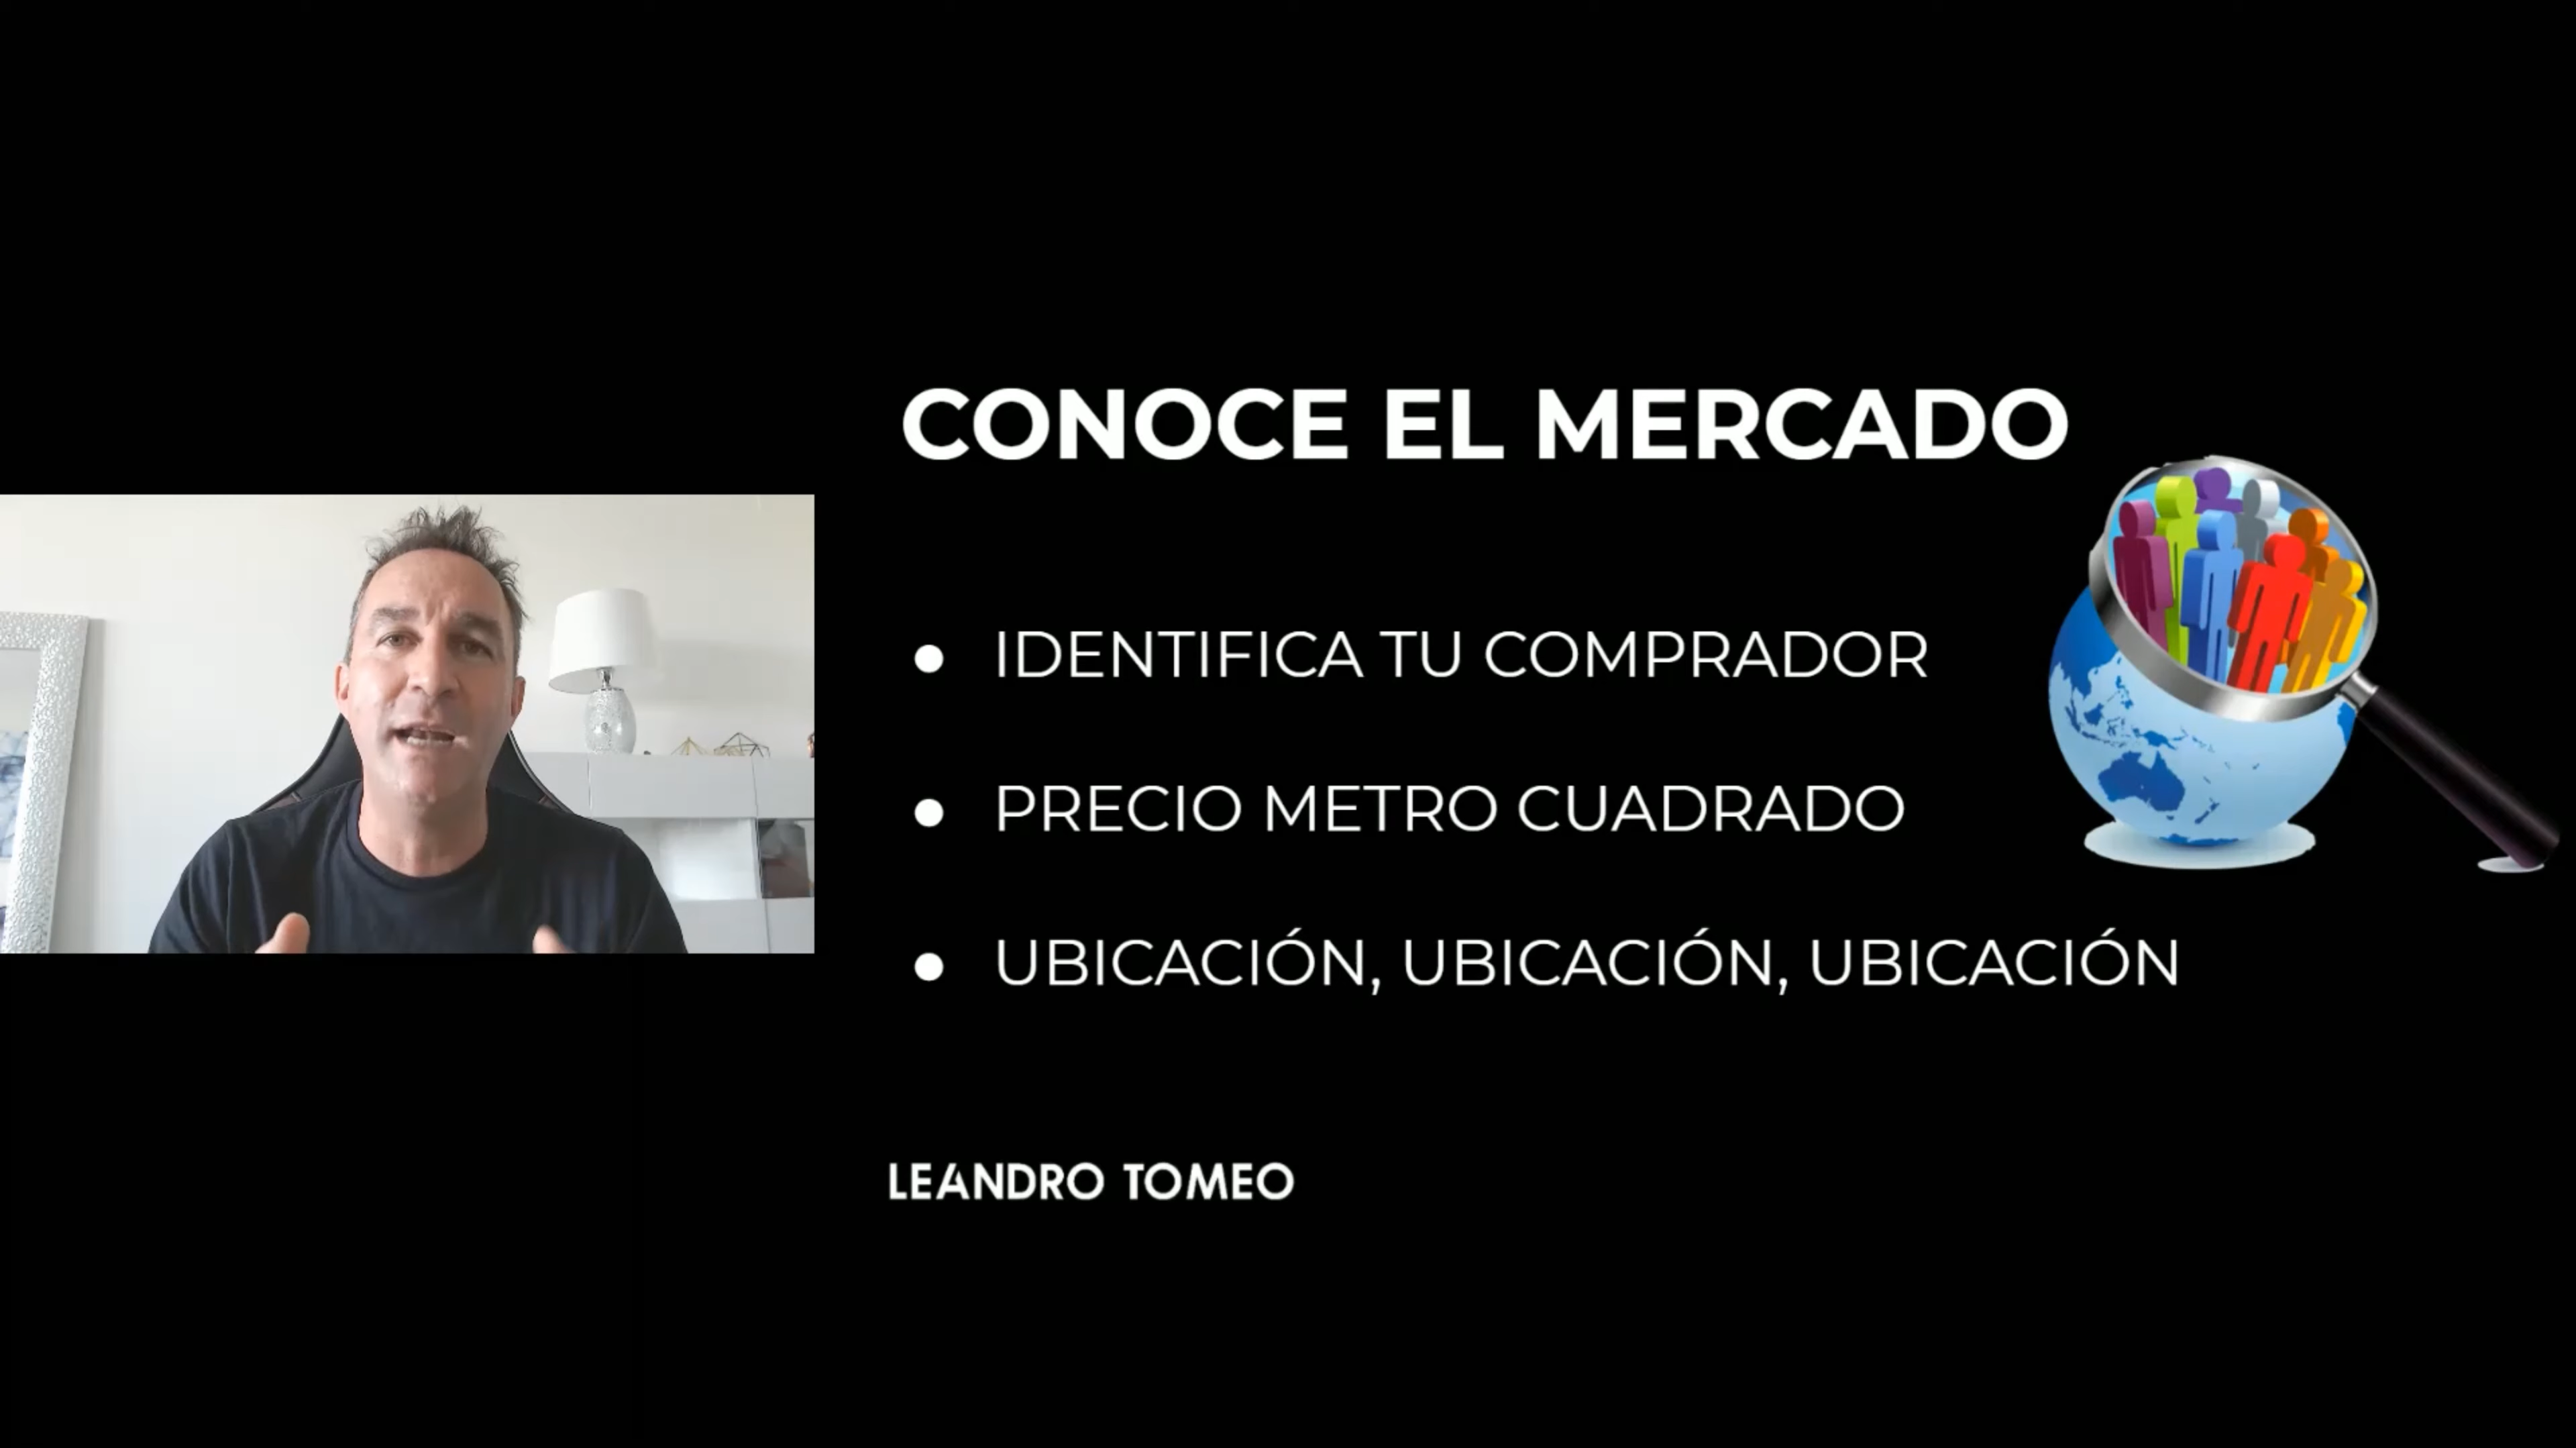 CONOCE EL MERCADO
● IDENTIFICA TU COMPRADOR
● PRECIO METRO CUADRADO
● UBICACIÓN, UBICACIÓN, UBICACIÓN
LEANDRO TOMEO